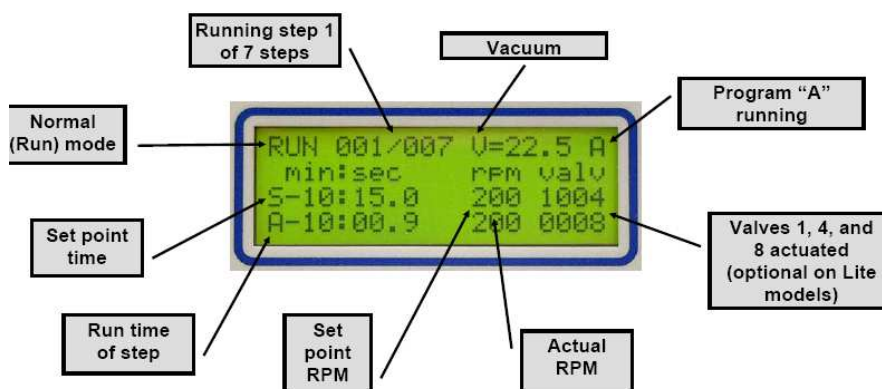 Running step 1
of 7 steps
Vacuum
Program “A”
running
Normal
(Run) mode
RUN 001/007 V=22.5 A
min:sec rpm valv
S-10:15.0 200 1004
A-10:00.9 200 0008
Set point
time
Valves 1, 4, and
8 actuated
(optional on Lite
models)
Run time
of step
Set
point
RPM
Actual
RPM